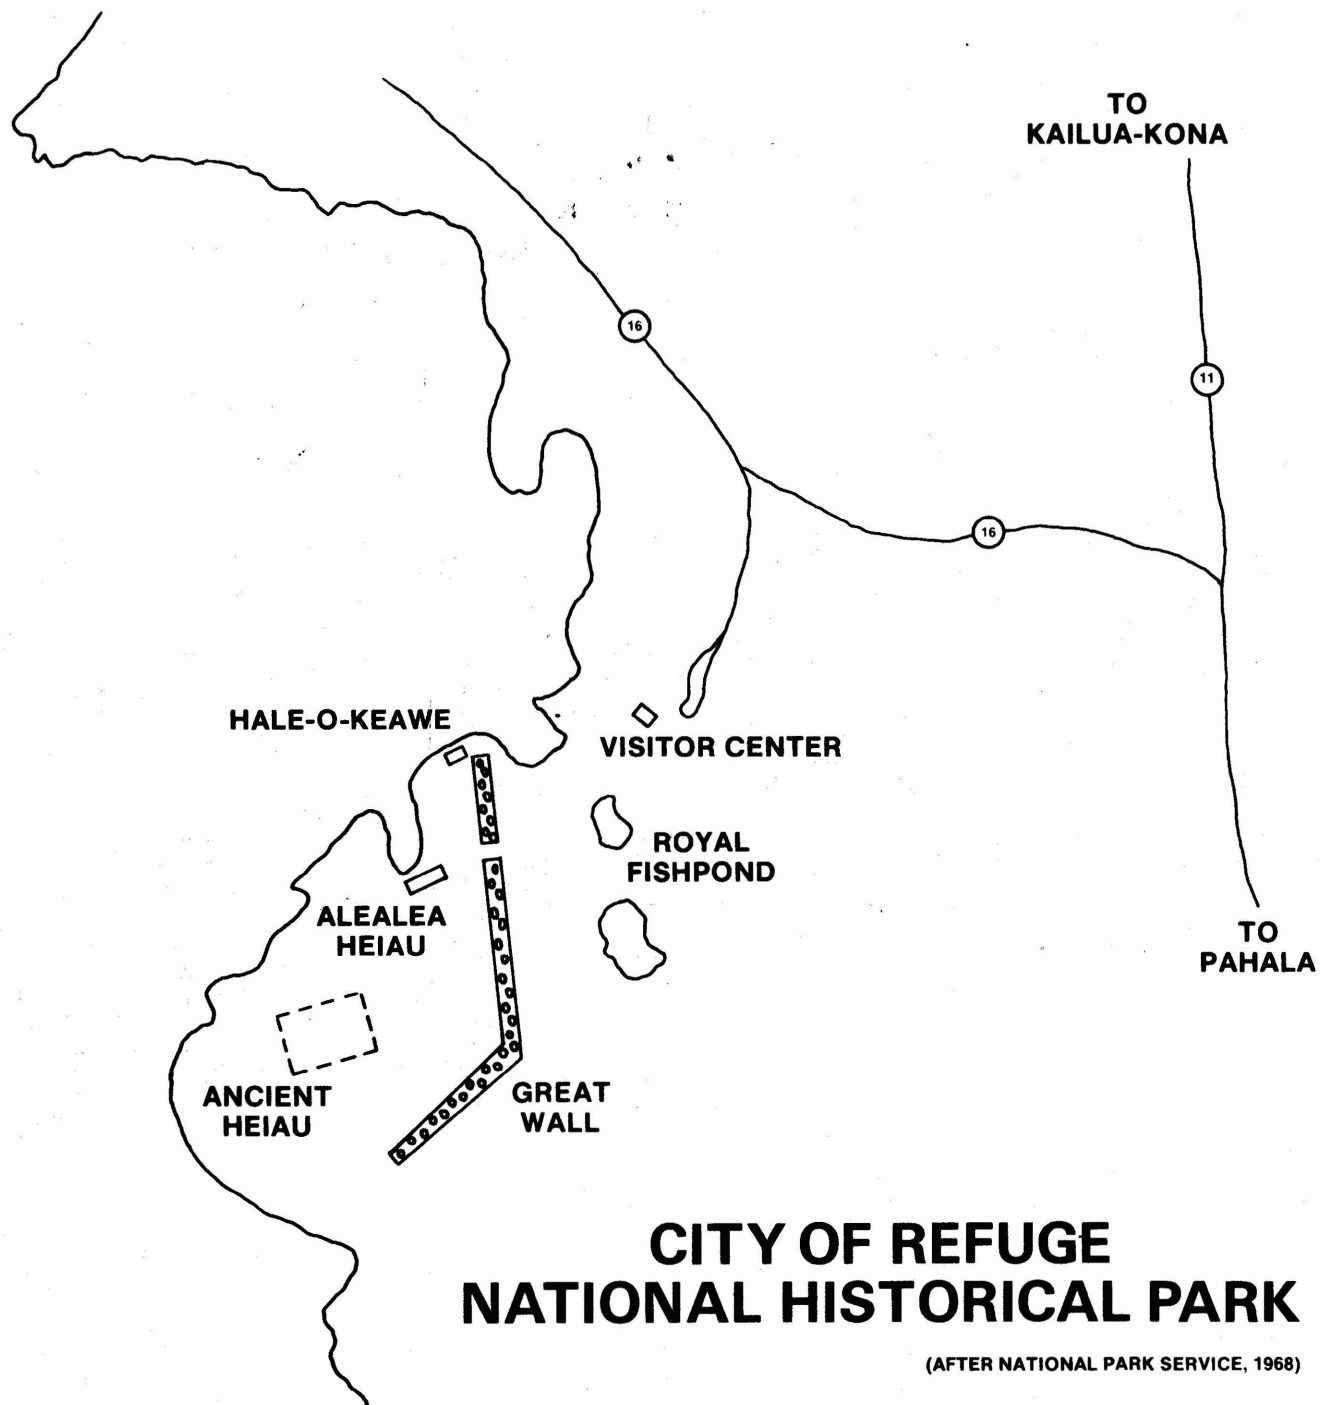 TO
KAILUA-KONA
16
11
16
HALE-O-KEAWE
VISITOR CENTER
ROYAL
FISHPOND
ALEALEA
HEIAU
TO
PAHALA
ANCIENT
HEIAU
GREAT
WALL
CITY OF REFUGE
NATIONAL HISTORICAL PARK
(AFTER NATIONAL PARK SERVICE, 1968)